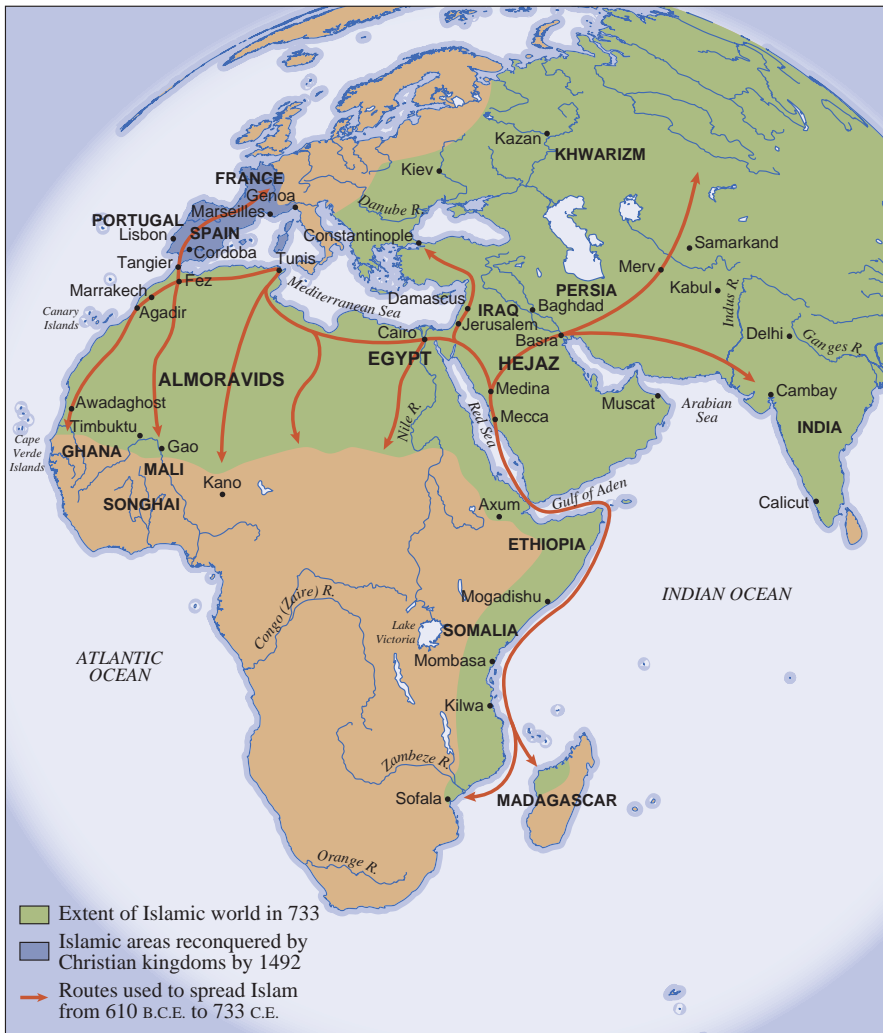 Kazan
KHWARIZM
Kiev
FRANCE
Genoa
Danube R.
Marseilles
PORTUGAL
SPAIN
Lisbon
Constantinople
Cordoba
Samarkand
Tangier
Tunis
Merv
Fez
PERSIA
Mediterranean Sea
Marrakech
Damascus
IRAQ
Baghdad
Kabul
Indus R.
Canary
Islands
Agadir
Jerusalem
Cairo
Basra
Delhi
Ganges R.
EGYPT
HEJAZ
ALMORAVIDS
Medina
Muscat
Arabian
Sea
Cambay
Awadaghost
Nile R.
Red Sea
Mecca
Timbuktu
INDIA
Cape
Verde
Islands
GHANA
Gao
MALI
Kano
Gulf of Aden
SONGHAI
Axum
Calicut
ETHIOPIA
Congo (Zaire) R.
Mogadishu
INDIAN OCEAN
Lake
Victoria
SOMALIA
ATLANTIC
OCEAN
Mombasa
Kilwa
Zambeze R.
Sofala
MADAGASCAR
Orange R.
Extent of Islamic world in 733
Islamic areas reconquered by
Christian kingdoms by 1492
Routes used to spread Islam
from 610 B.C.E. to 733 C.E.